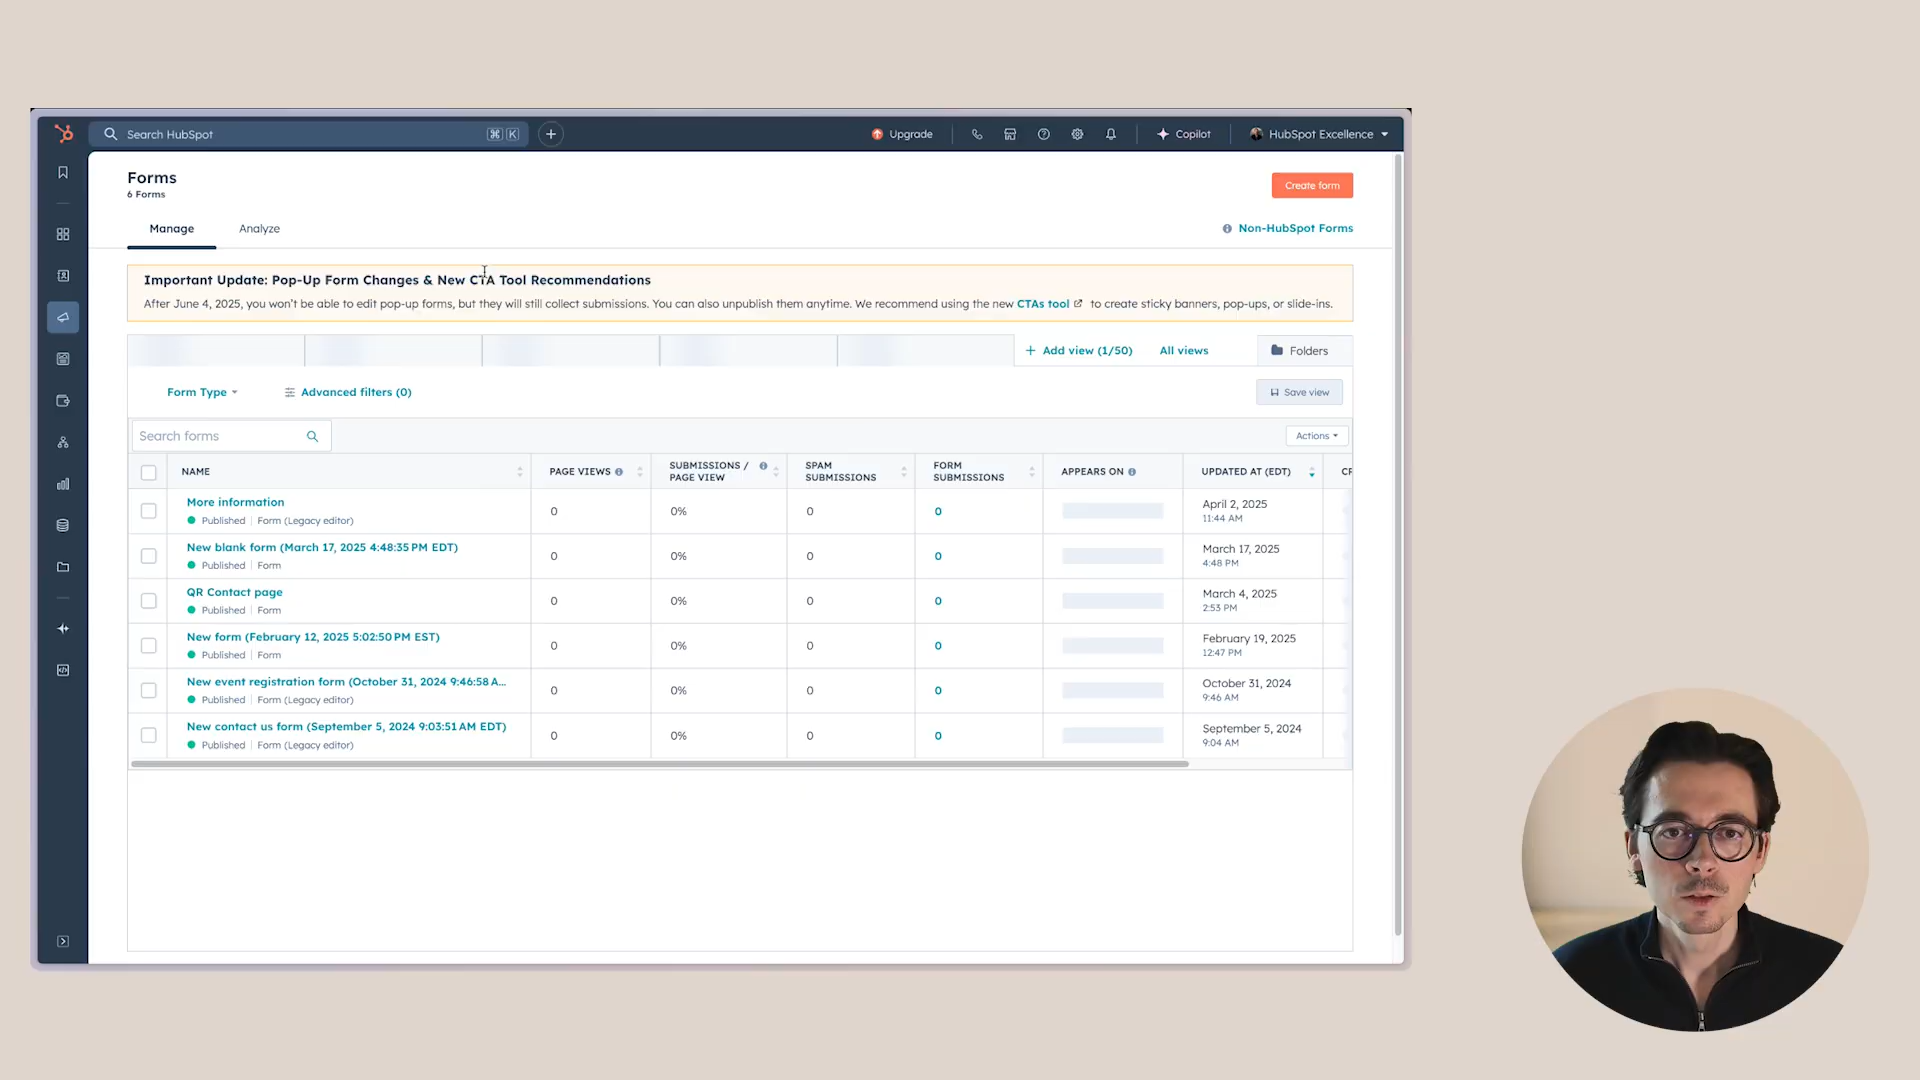 Search HubSpot
⌘ K
Upgrade
Copilot
HubSpot Excellence
Forms
6 Forms
Create form
Manage
Analyze
Non-HubSpot Forms
Important Update: Pop-Up Form Changes & New CTA Tool Recommendations
After June 4, 2025, you won't be able to edit pop-up forms, but they will still collect submissions. You can also unpublish them anytime. We recommend using the new CTAs tool to create sticky banners, pop-ups, or slide-ins.
+ Add view (1/50)
All views
Folders
Form Type
Advanced filters (0)
Save view
Search forms
Actions
NAME
PAGE VIEWS
SUBMISSIONS /
PAGE VIEW
SPAM
SUBMISSIONS
FORM
SUBMISSIONS
APPEARS ON
UPDATED AT (EDT)
More information
Published | Form (Legacy editor)
0
0%
0
0
April 2, 2025
11:44 AM
New blank form (March 17, 2025 4:48:35 PM EDT)
Published | Form
0
0%
0
0
March 17, 2025
4:48 PM
QR Contact page
Published | Form
0
0%
0
0
March 4, 2025
2:53 PM
New form (February 12, 2025 5:02:50 PM EST)
Published | Form
0
0%
0
0
February 19, 2025
12:47 PM
New event registration form (October 31, 2024 9:46:58 A...
Published | Form (Legacy editor)
0
0%
0
0
October 31, 2024
9:46 AM
New contact us form (September 5, 2024 9:03:51 AM EDT)
Published | Form (Legacy editor)
0
0%
0
0
September 5, 2024
9:04 AM